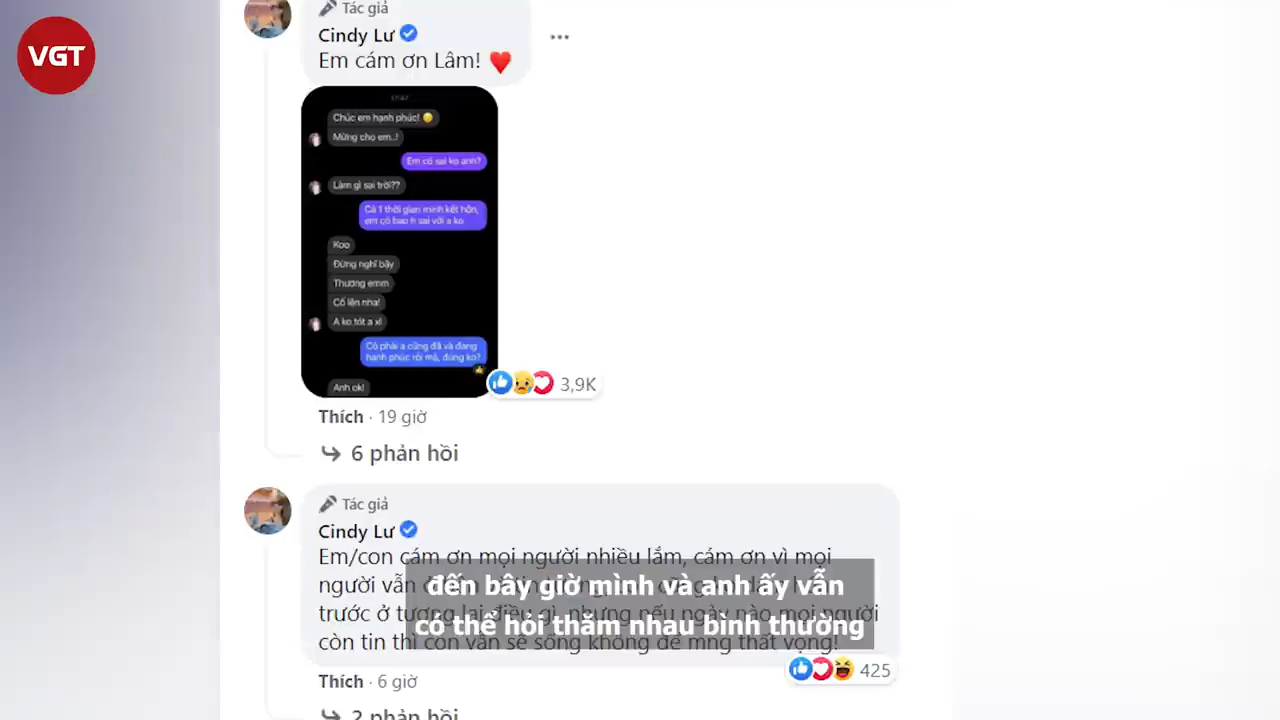 VGT
Tác giả
Cindy Lư
Em cám ơn Lâm!
Chúc em hạnh phúc!
Mừng cho em..!
Em có sai ko anh?
Làm gì sai trời??
Cả 1 thời gian mình kết hôn,
em có bao h sai với a ko
Koo
Đừng nghĩ bậy
Thương emm
Cố lên nha!
A ko tót a xl
Cò phải a cũng đã và đang
hạnh phúc rồi mà, đúng ko?
Anh ok!
3,9K
Thích · 19 giờ
6 phản hồi
Tác giả
Cindy Lư
Em/con cám ơn mọi người nhiều lắm, cám ơn vì mọi
người vẫn
trước ở tương lai điều gì, nhưng nếu ngày nào mọi người
còn tin thì con vẫn sẽ sống không để mng thất vọng!
đến bây giờ mình và anh ấy vẫn
có thể hỏi thăm nhau bình thường
425
Thích · 6 giờ
2 phản hồi